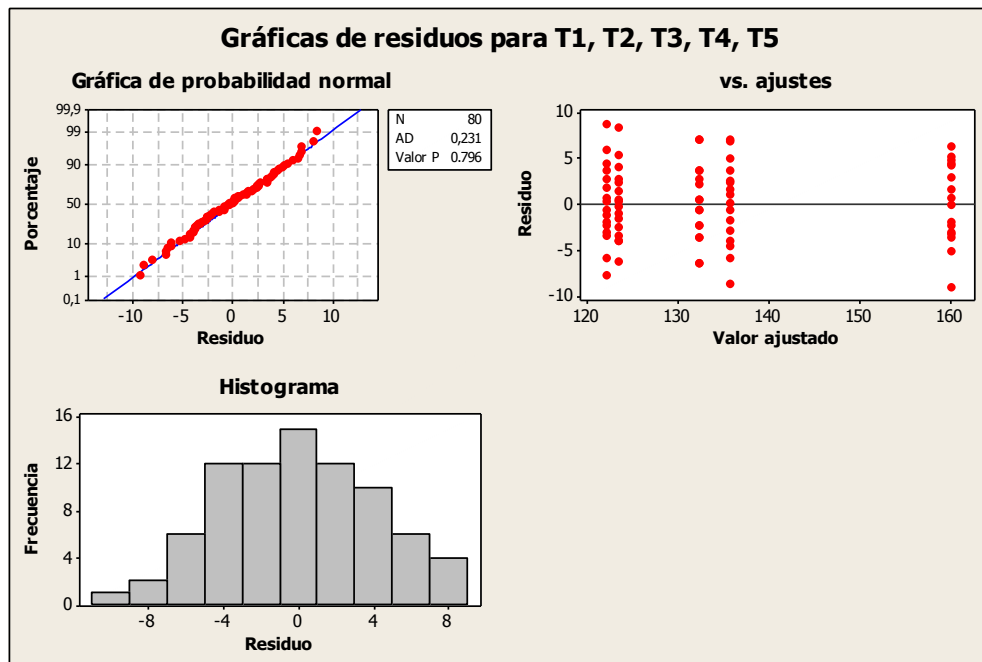 Gráficas de residuos para T1, T2, T3, T4, T5
Gráfica de probabilidad normal
99,9
99
90
50
10
1
0,1
Porcentaje
-10 -5 0 5 10
Residuo
N 80
AD 0,231
Valor P 0.796
vs. ajustes
10
5
0
-5
-10
Residuo
120 130 140 150 160
Valor ajustado
Histograma
16
12
8
4
0
Frecuencia
-8 -4 0 4 8
Residuo